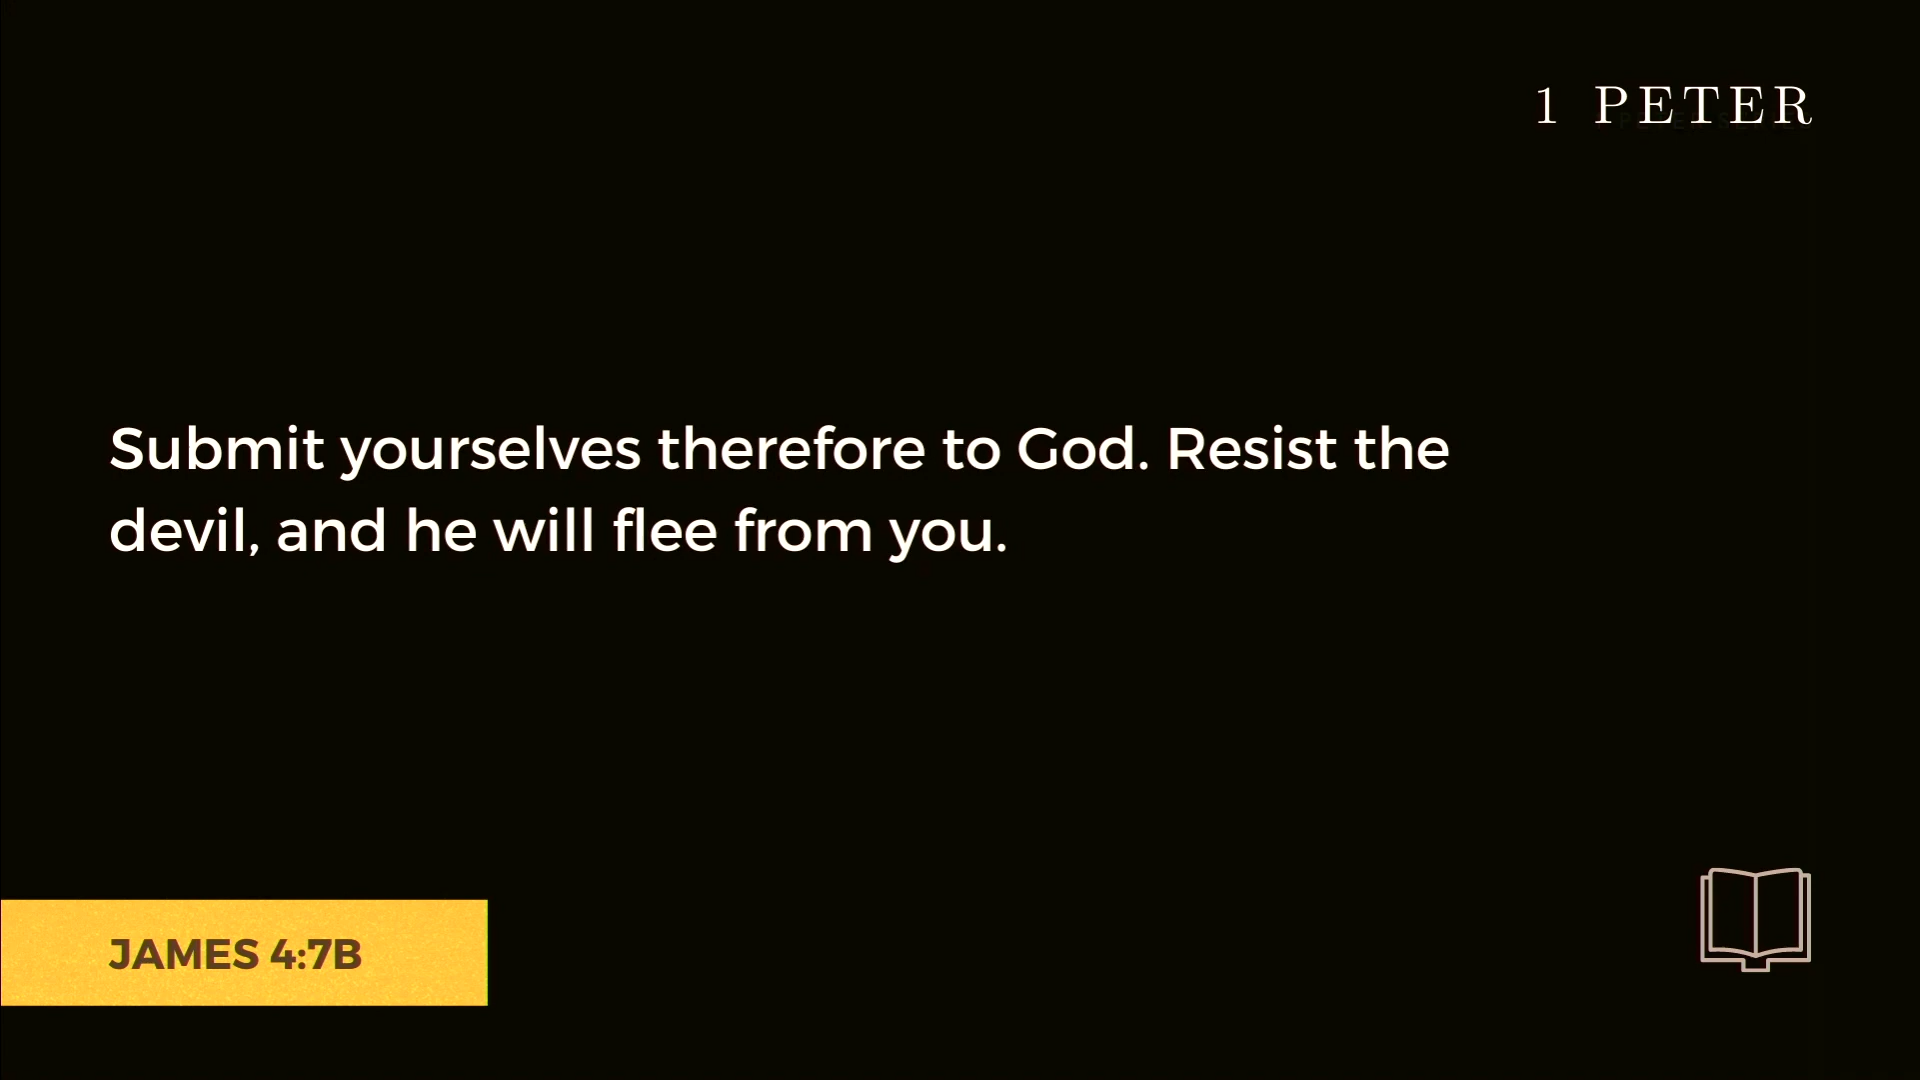 1 PETER
Submit yourselves therefore to God. Resist the
devil, and he will flee from you.
JAMES 4:7B